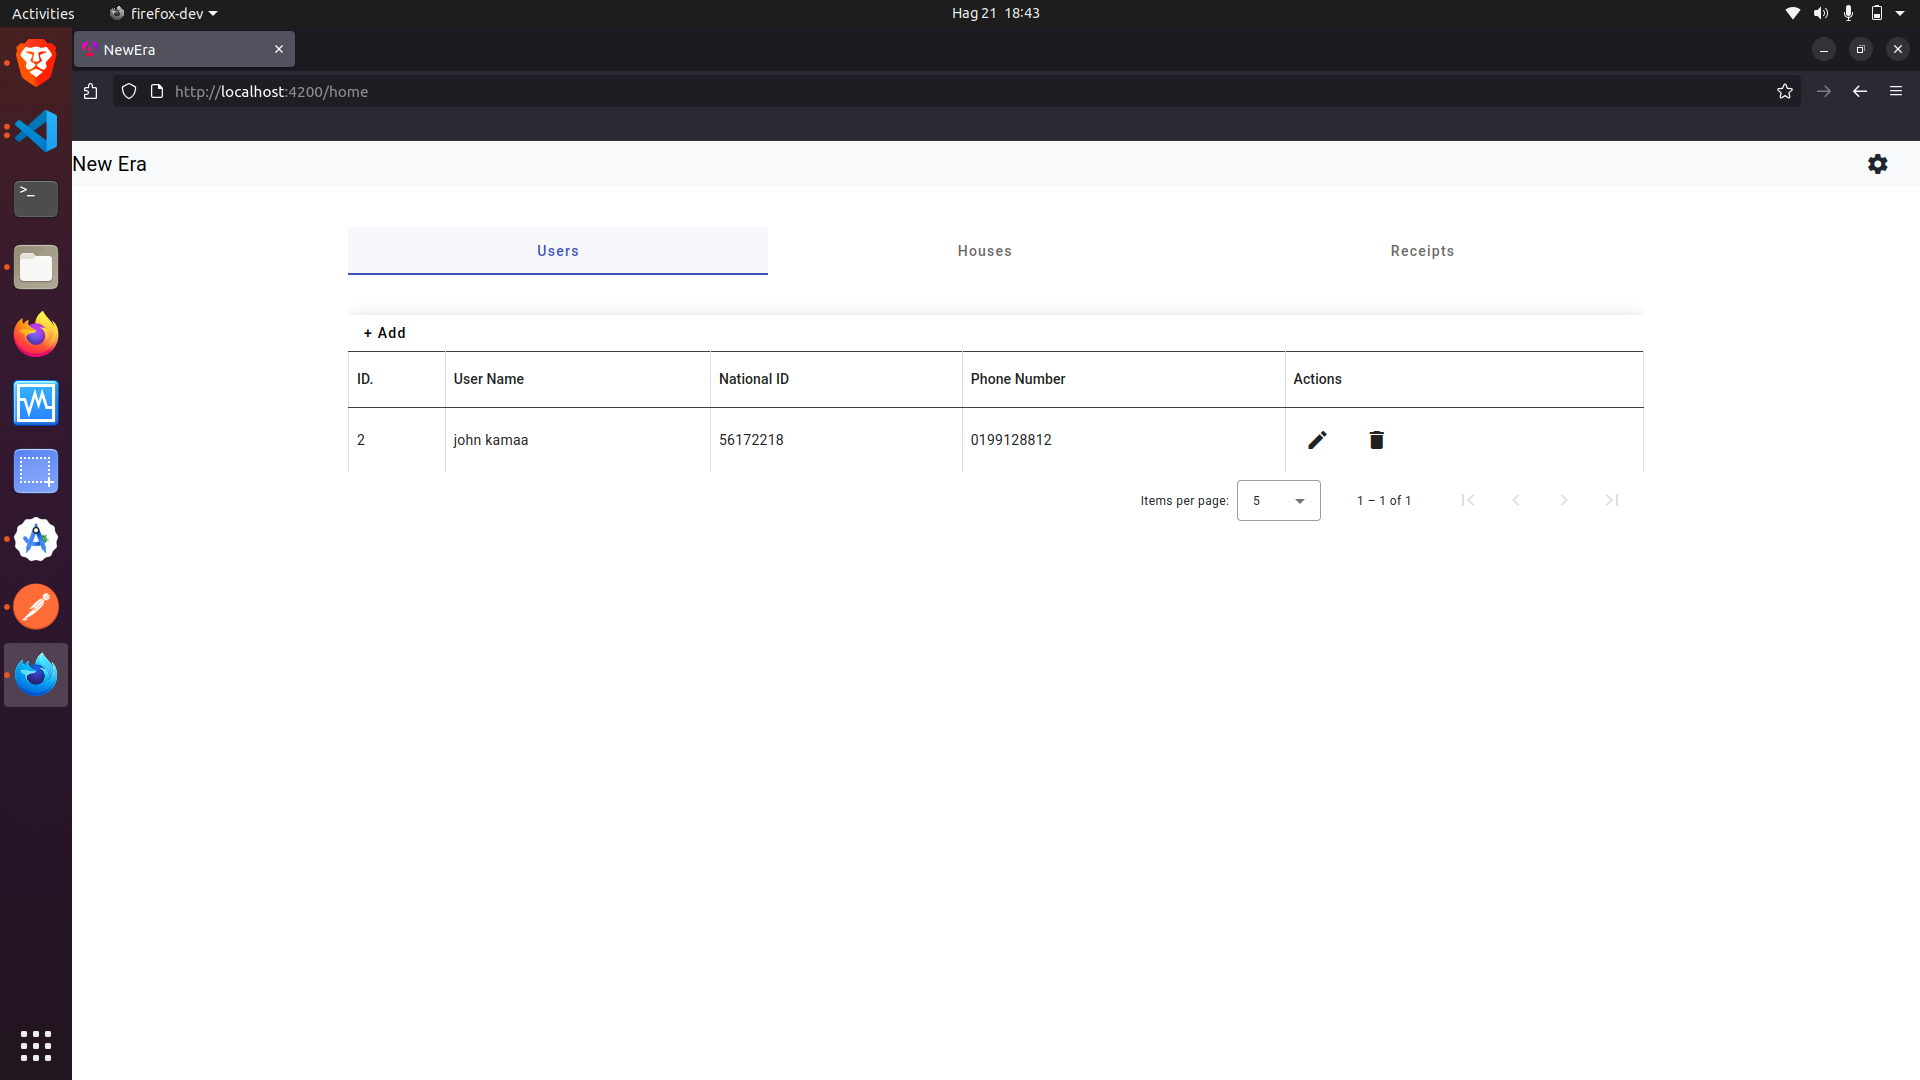 Activities firefox-dev Hag 21 18:43
NewEra
http://localhost:4200/home
New Era
Users Houses Receipts
+ Add
ID. User Name National ID Phone Number Actions
2 john kamaa 56172218 0199128812
Items per page: 5 1 – 1 of 1